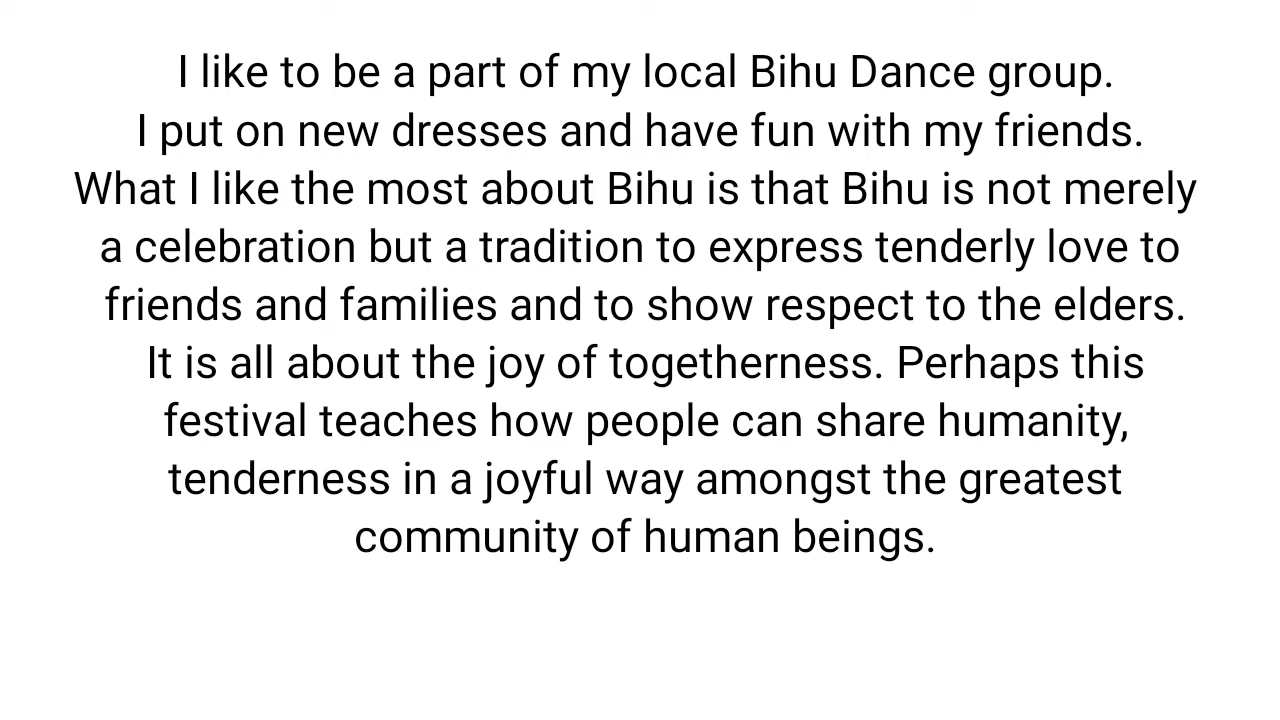 I like to be a part of my local Bihu Dance group.
I put on new dresses and have fun with my friends.
What I like the most about Bihu is that Bihu is not merely
a celebration but a tradition to express tenderly love to
friends and families and to show respect to the elders.
It is all about the joy of togetherness. Perhaps this
festival teaches how people can share humanity,
tenderness in a joyful way amongst the greatest
community of human beings.